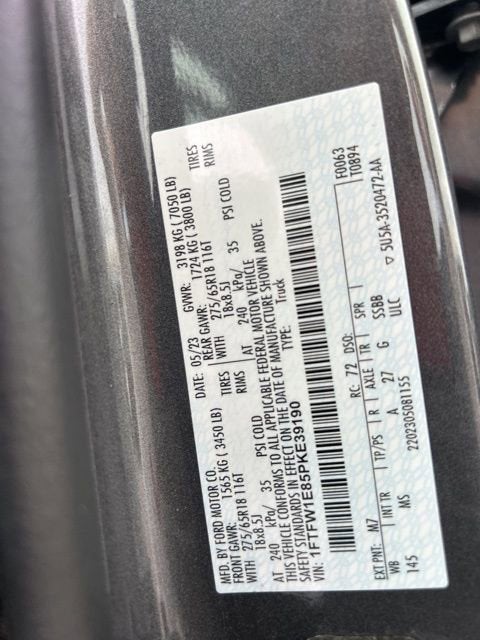 MFD. BY FORD MOTOR CO.
DATE: 05/23 GVWR: 3198 KG ( 7050 LB)
FRONT GAWR: 1565 KG ( 3450 LB) REAR GAWR: 1724 KG ( 3800 LB)
WITH 275/65R18 116T TIRES WITH 275/65R18 116T TIRES
18x8.5J RIMS 18x8.5J RIMS
AT 240 kPa/ 35 PSI COLD AT 240 kPa/ 35 PSI COLD
THIS VEHICLE CONFORMS TO ALL APPLICABLE FEDERAL MOTOR VEHICLE
SAFETY STANDARDS IN EFFECT ON THE DATE OF MANUFACTURE SHOWN ABOVE.
VIN: 1FTFW1E85PKE39190 TYPE: Truck
F0063
T0894
EXT PNT: M7 RC: 72 DSO:
WB INT TR TP/PS R AXLE TR SPR
145 MS A 27 G SSBB
2202305081155 ULC
▽ 5U5A-3520472-AA